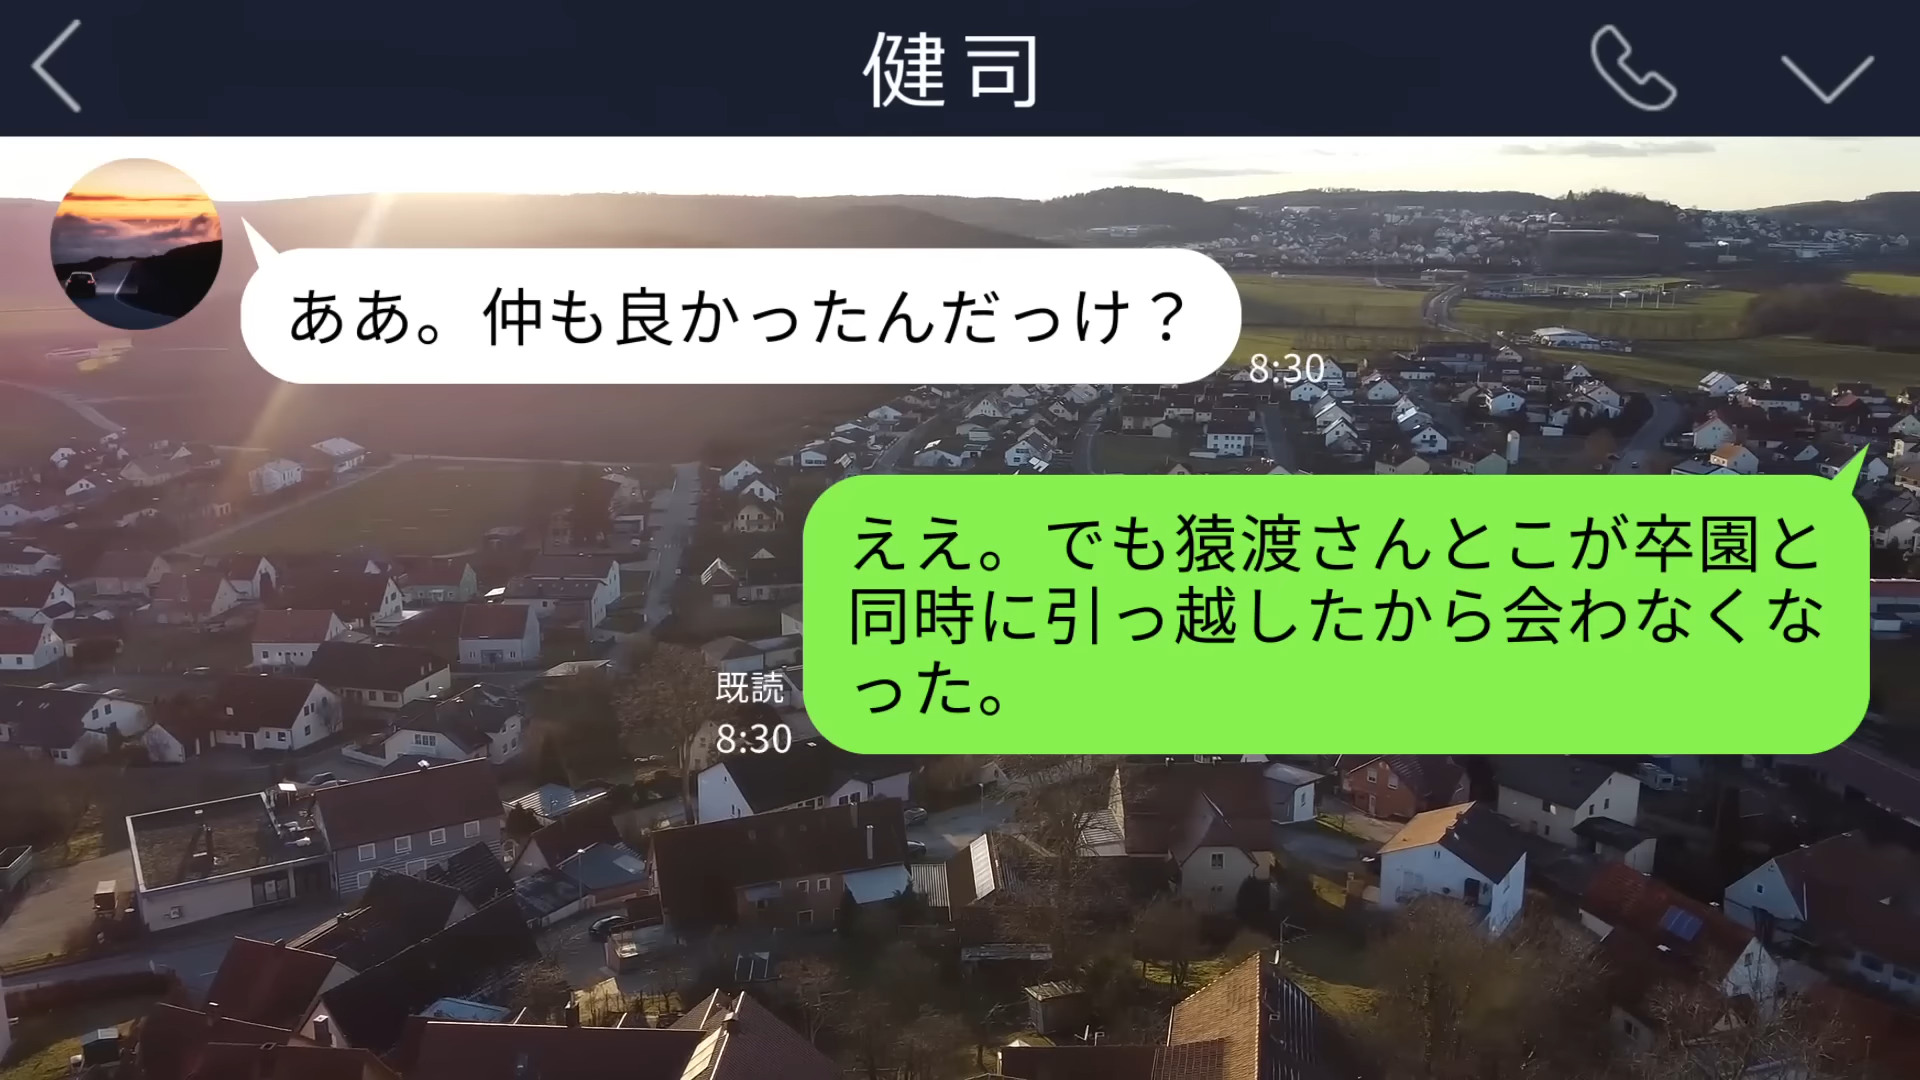 健司
ああ。仲も良かったんだっけ？
8:30
ええ。でも猿渡さんとこが卒園と
同時に引っ越したから会わなくな
った。
既読
8:30